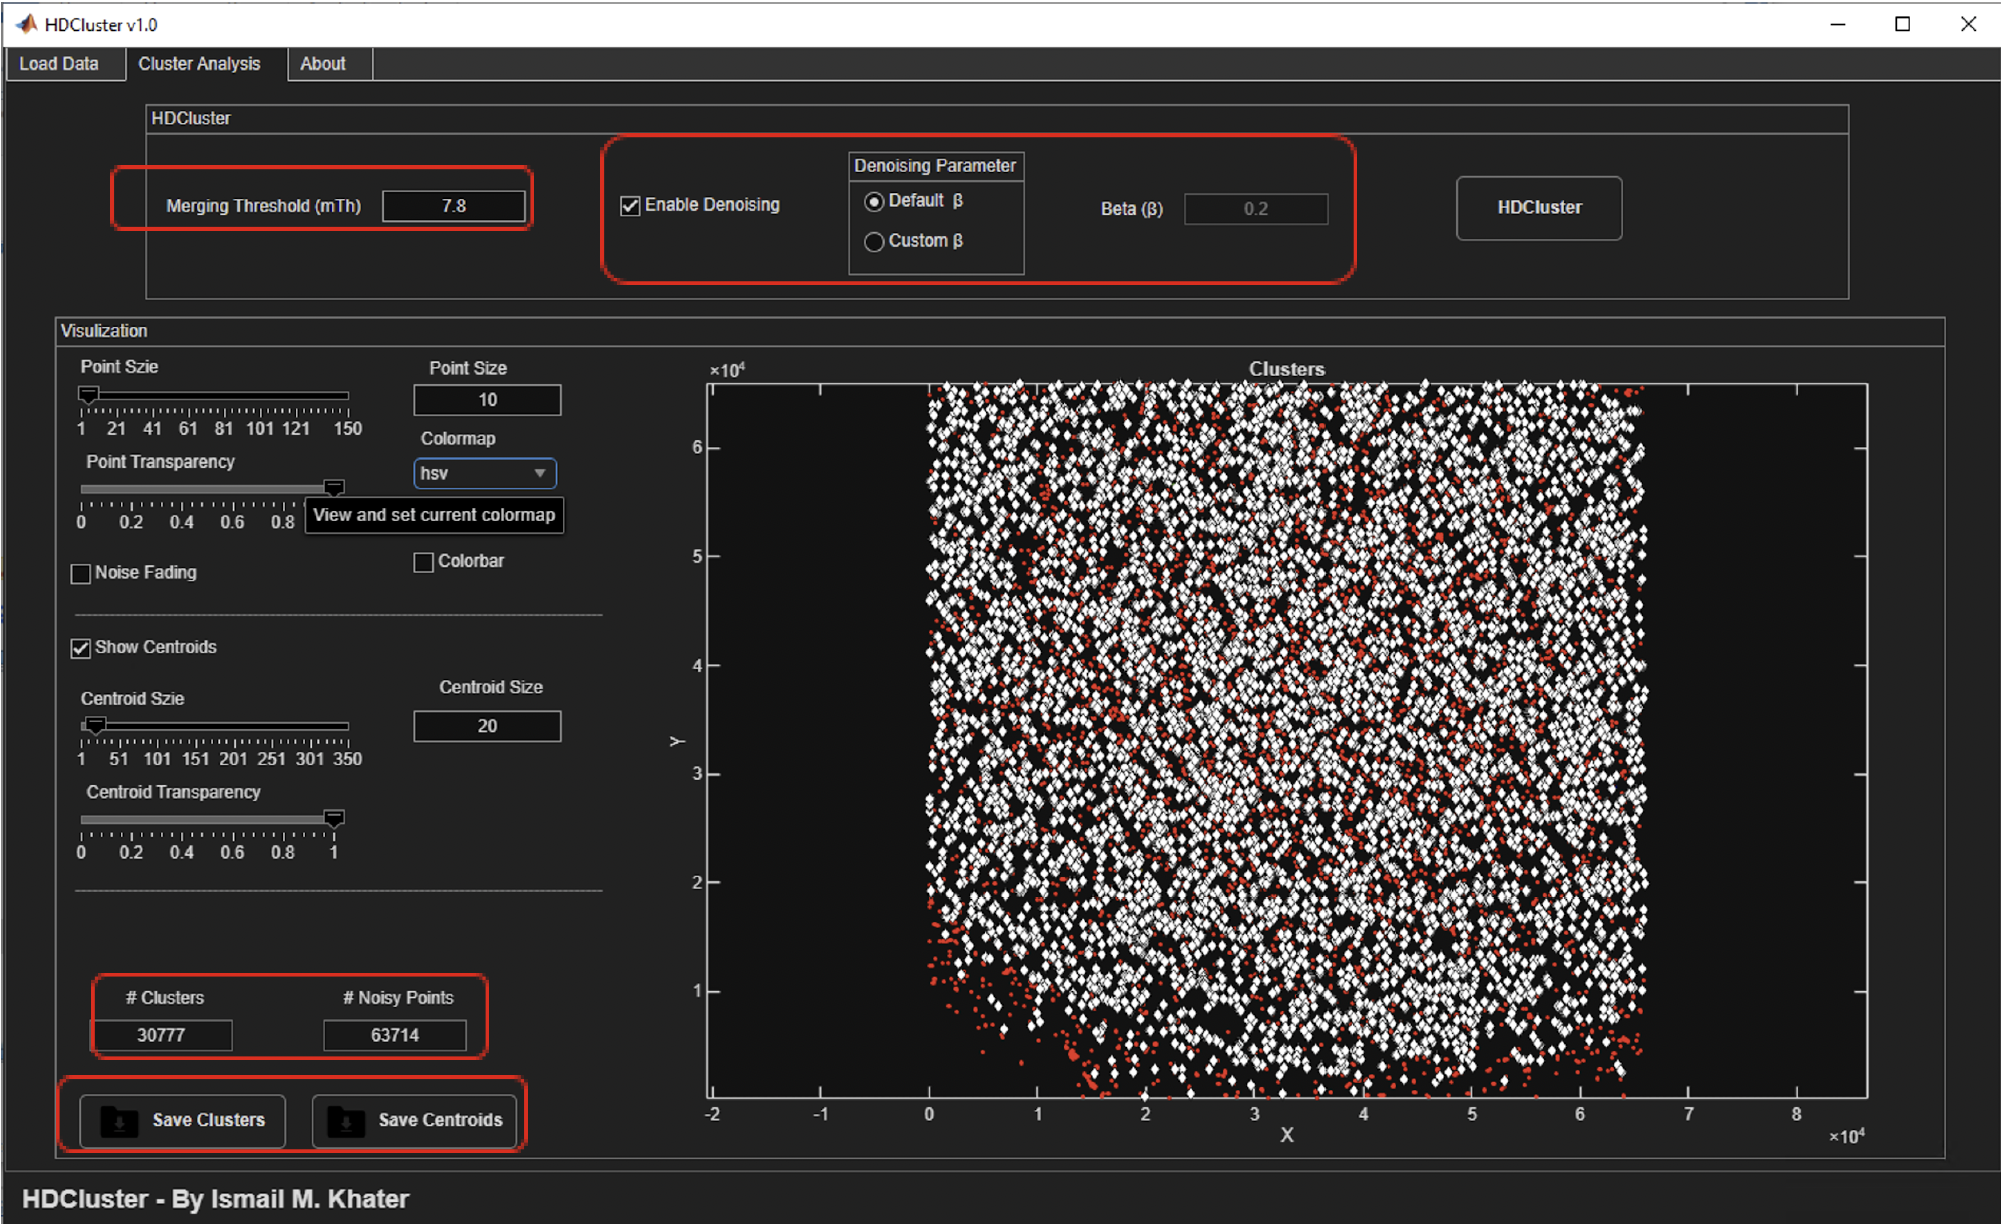 HDCluster v1.0
Load Data Cluster Analysis About
HDCluster
Merging Threshold (mTh) 7.8
Enable Denoising
Denoising Parameter
Default β
Custom β
Beta (β) 0.2
HDCluster
Visulization
Point Szie
1 21 41 61 81 101 121 150
Point Size
10
Point Transparency
0 0.2 0.4 0.6 0.8
Colormap
hsv
View and set current colormap
Noise Fading
Colorbar
Show Centroids
Centroid Szie
1 51 101 151 201 251 301 350
Centroid Size
20
Centroid Transparency
0 0.2 0.4 0.6 0.8 1
# Clusters
30777
# Noisy Points
63714
Save Clusters
Save Centroids
Clusters
×10⁴
6
5
4
3
2
1
Y
-2 -1 0 1 2 3 4 5 6 7 8
X
×10⁴
HDCluster - By Ismail M. Khater